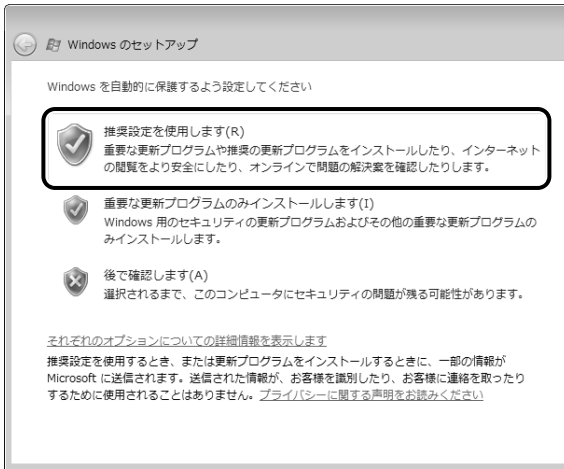 Windows のセットアップ
Windows を自動的に保護するよう設定してください
推奨設定を使用します(R)
重要な更新プログラムや推奨の更新プログラムをインストールしたり、インターネット
の閲覧をより安全にしたり、オンラインで問題の解決案を確認したりします。
重要な更新プログラムのみインストールします(I)
Windows 用のセキュリティの更新プログラムおよびその他の重要な更新プログラムの
みインストールします。
後で確認します(A)
選択されるまで、このコンピュータにセキュリティの問題が残る可能性があります。
それぞれのオプションについての詳細情報を表示します
推奨設定を使用するとき、または更新プログラムをインストールするときに、一部の情報が
Microsoft に送信されます。送信された情報が、お客様を識別したり、お客様に連絡を取ったり
するために使用されることはありません。プライバシーに関する声明をお読みください